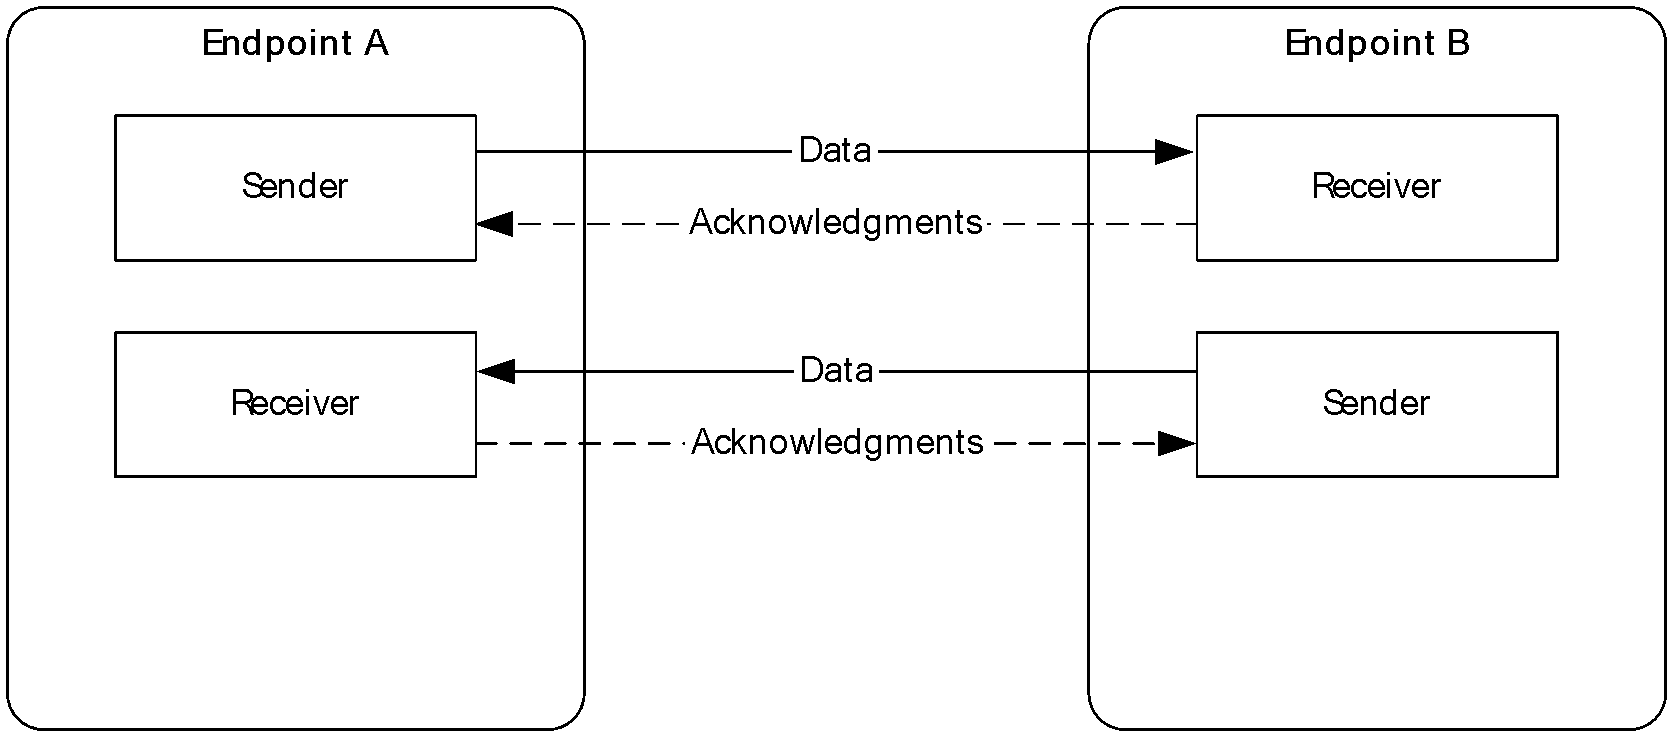 Endpoint A
Endpoint B
Sender
Data
Receiver
Acknowledgments
Receiver
Data
Sender
Acknowledgments